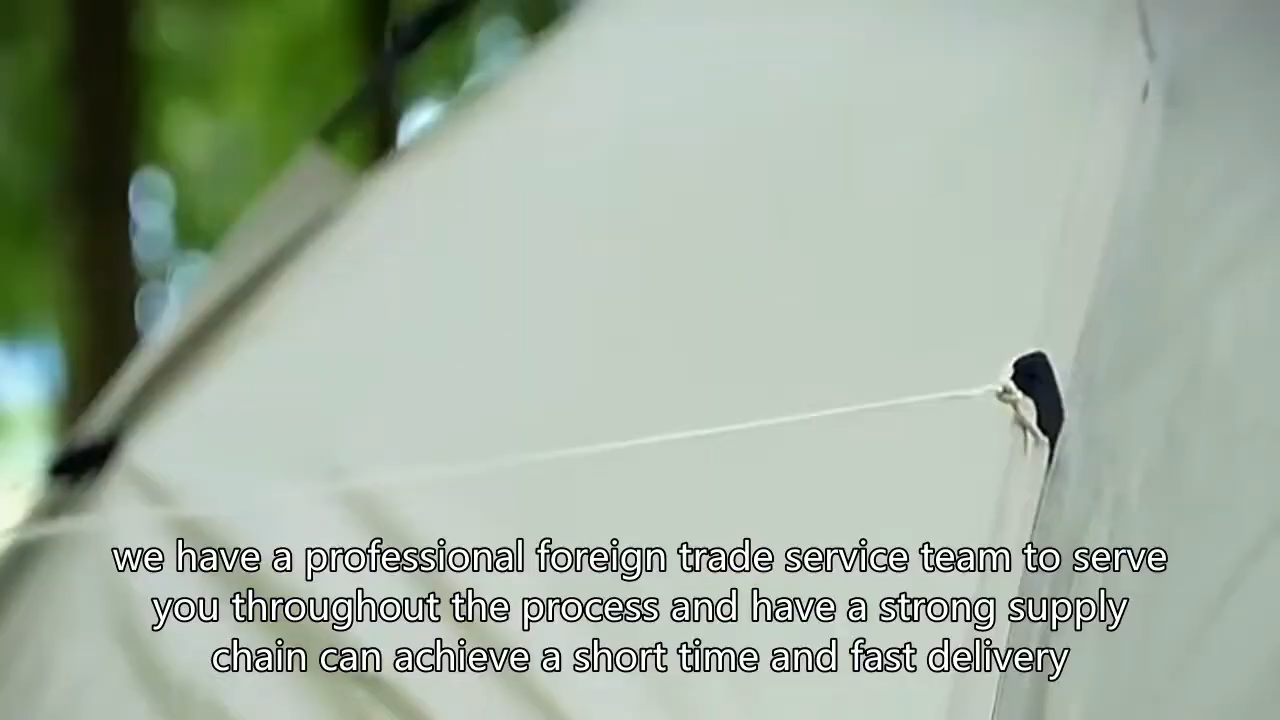 we have a professional foreign trade service team to serve
you throughout the process and have a strong supply
chain can achieve a short time and fast delivery